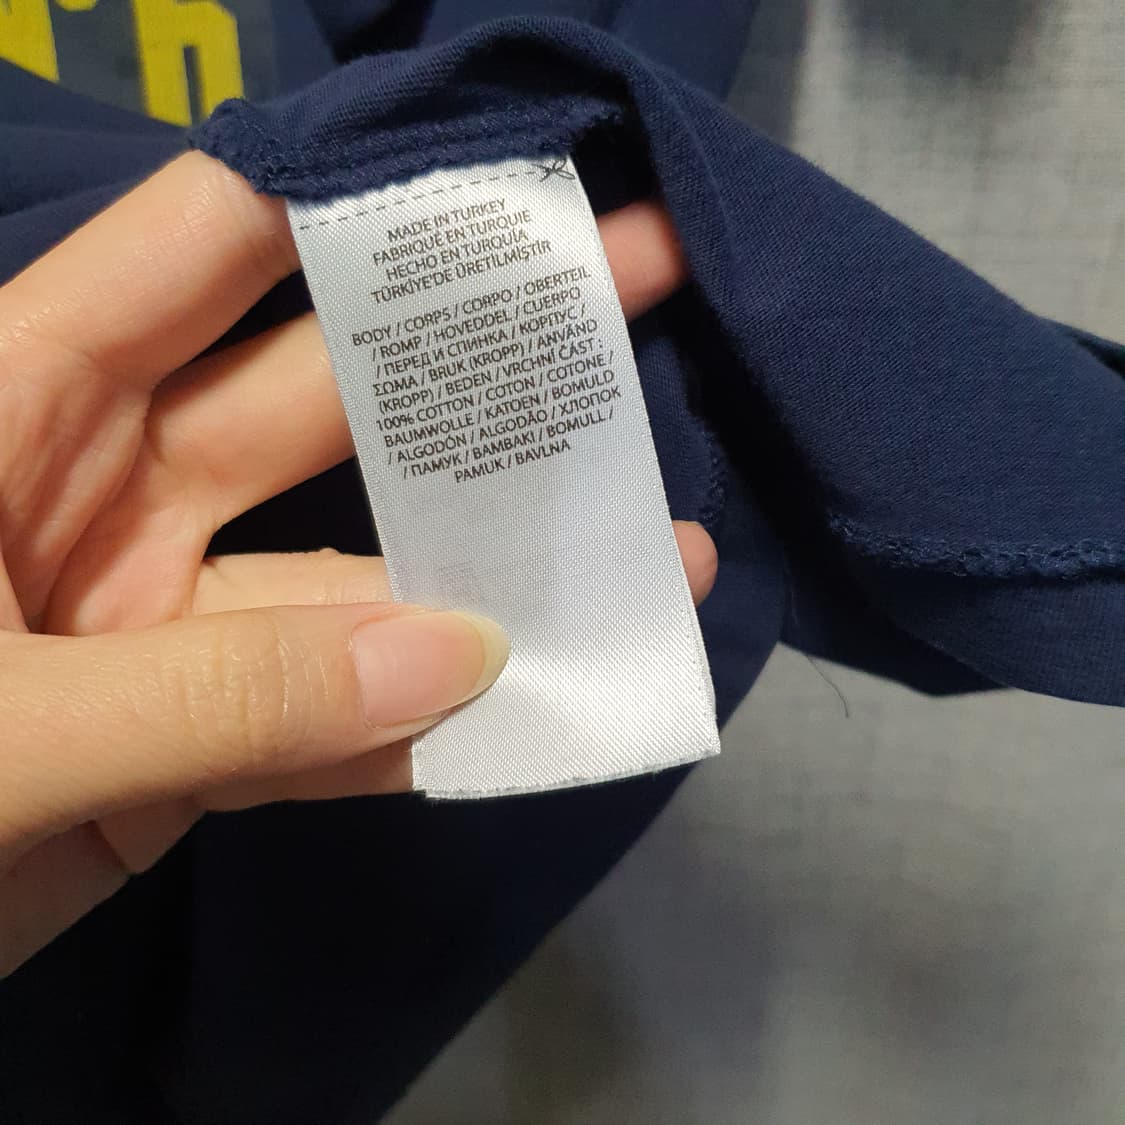 MADE IN TURKEY
FABRIQUÉ EN TURQUIE
HECHO EN TURQUÍA
TÜRKİYE'DE ÜRETİLMİŞTİR
BODY / CORPS / CORPO / OBERTEIL
/ ROMP / HOVEDDEL / CUERPO
/ ПЕРЕД И СПИНКА / КОРПУС /
ΣΩΜΑ / BRUK (KROPP) / ANVÄND
(KROPP) / BEDEN / VRCHNÍ ČÁST :
100% COTTON / COTON / COTONE /
BAUMWOLLE / KATOEN / BOMULD
/ ALGODÓN / ALGODÃO / ХЛОПОК
/ ПАМУК / BAMBAKI / BOMULL /
PAMUK / BAVLNA